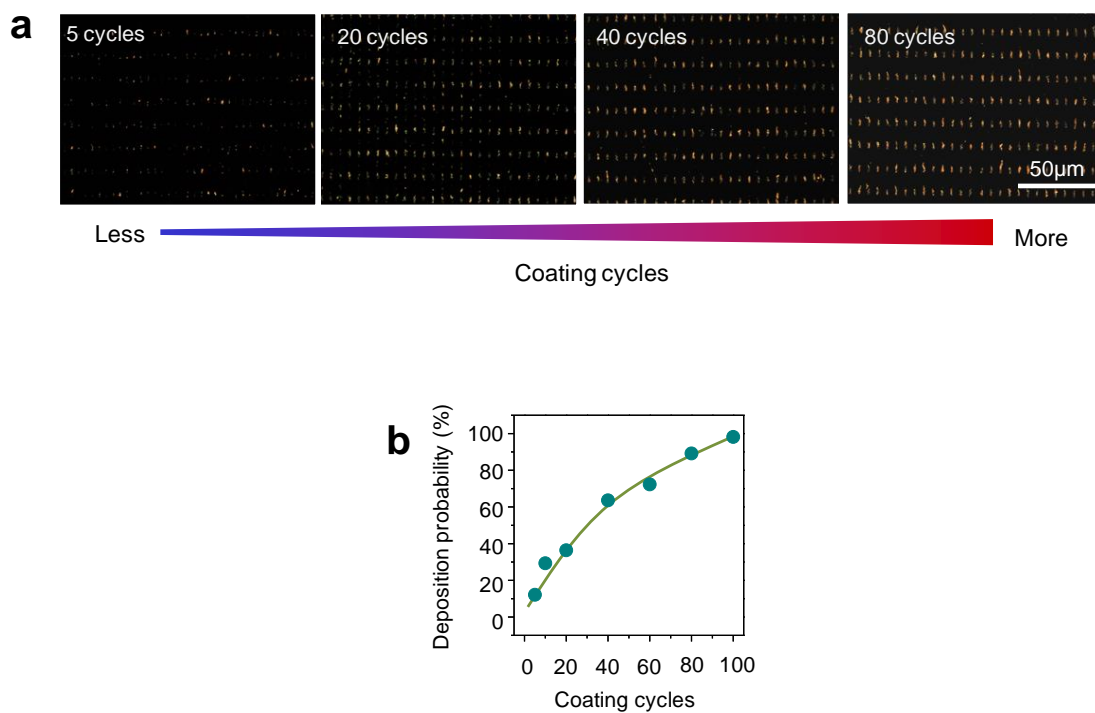 a
5 cycles
20 cycles
40 cycles
80 cycles
50μm
Less
More
Coating cycles
b
Deposition probability (%)
100
80
60
40
20
0
0 20 40 60 80 100
Coating cycles